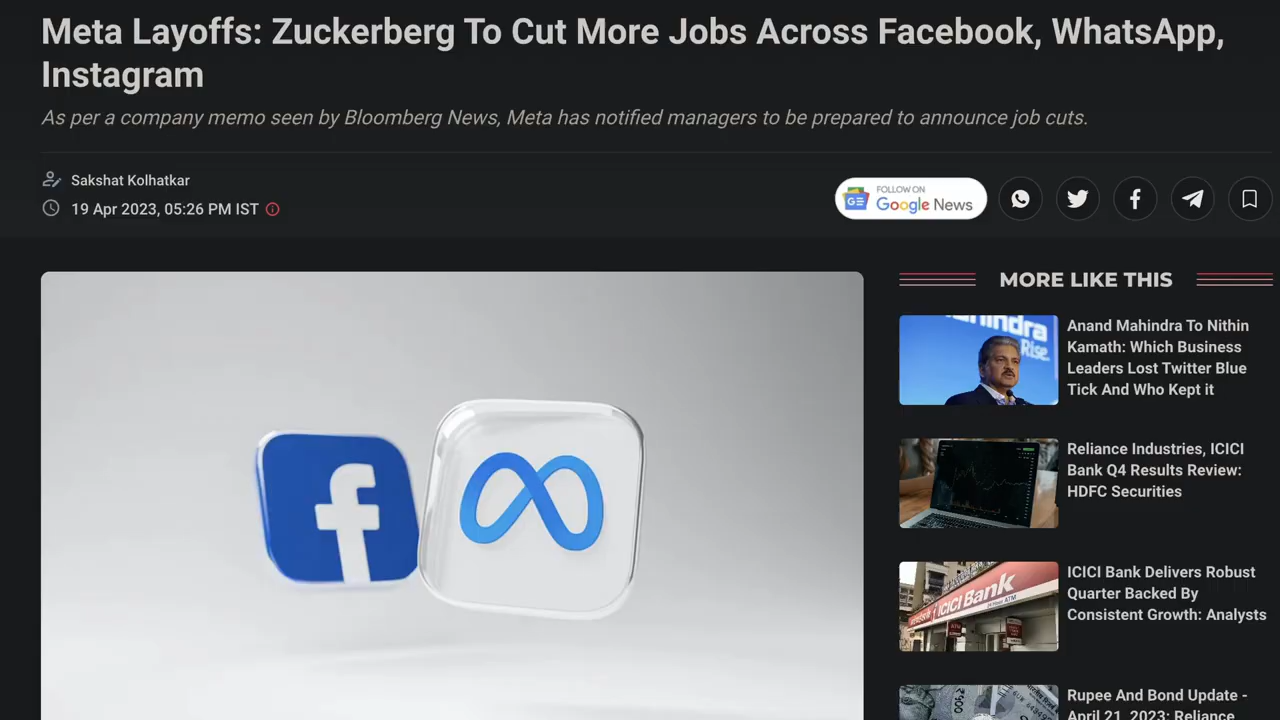 Meta Layoffs: Zuckerberg To Cut More Jobs Across Facebook, WhatsApp,
Instagram
As per a company memo seen by Bloomberg News, Meta has notified managers to be prepared to announce job cuts.
Sakshat Kolhatkar
19 Apr 2023, 05:26 PM IST
FOLLOW ON
GE Google News
MORE LIKE THIS
Rise.
Anand Mahindra To Nithin
Kamath: Which Business
Leaders Lost Twitter Blue
Tick And Who Kept it
Reliance Industries, ICICI
Bank Q4 Results Review:
HDFC Securities
ICICI Bank
ICICI Bank Delivers Robust
Quarter Backed By
Consistent Growth: Analysts
Rupee And Bond Update -
April 21, 2023: Reliance